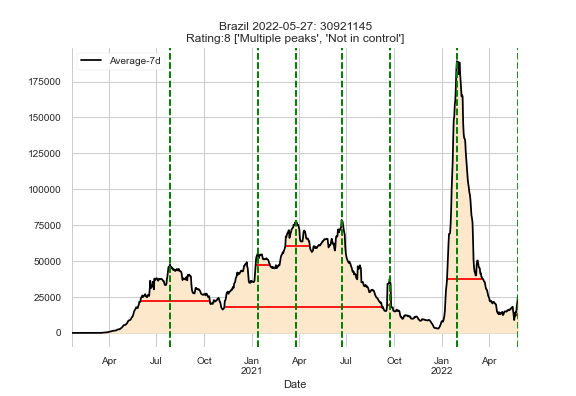 Brazil 2022-05-27: 30921145
Rating:8 ['Multiple peaks', 'Not in control']
Average-7d
175000
150000
125000
100000
75000
50000
25000
0
Apr Jul Oct Jan Apr Jul Oct Jan Apr
2021 2022
Date